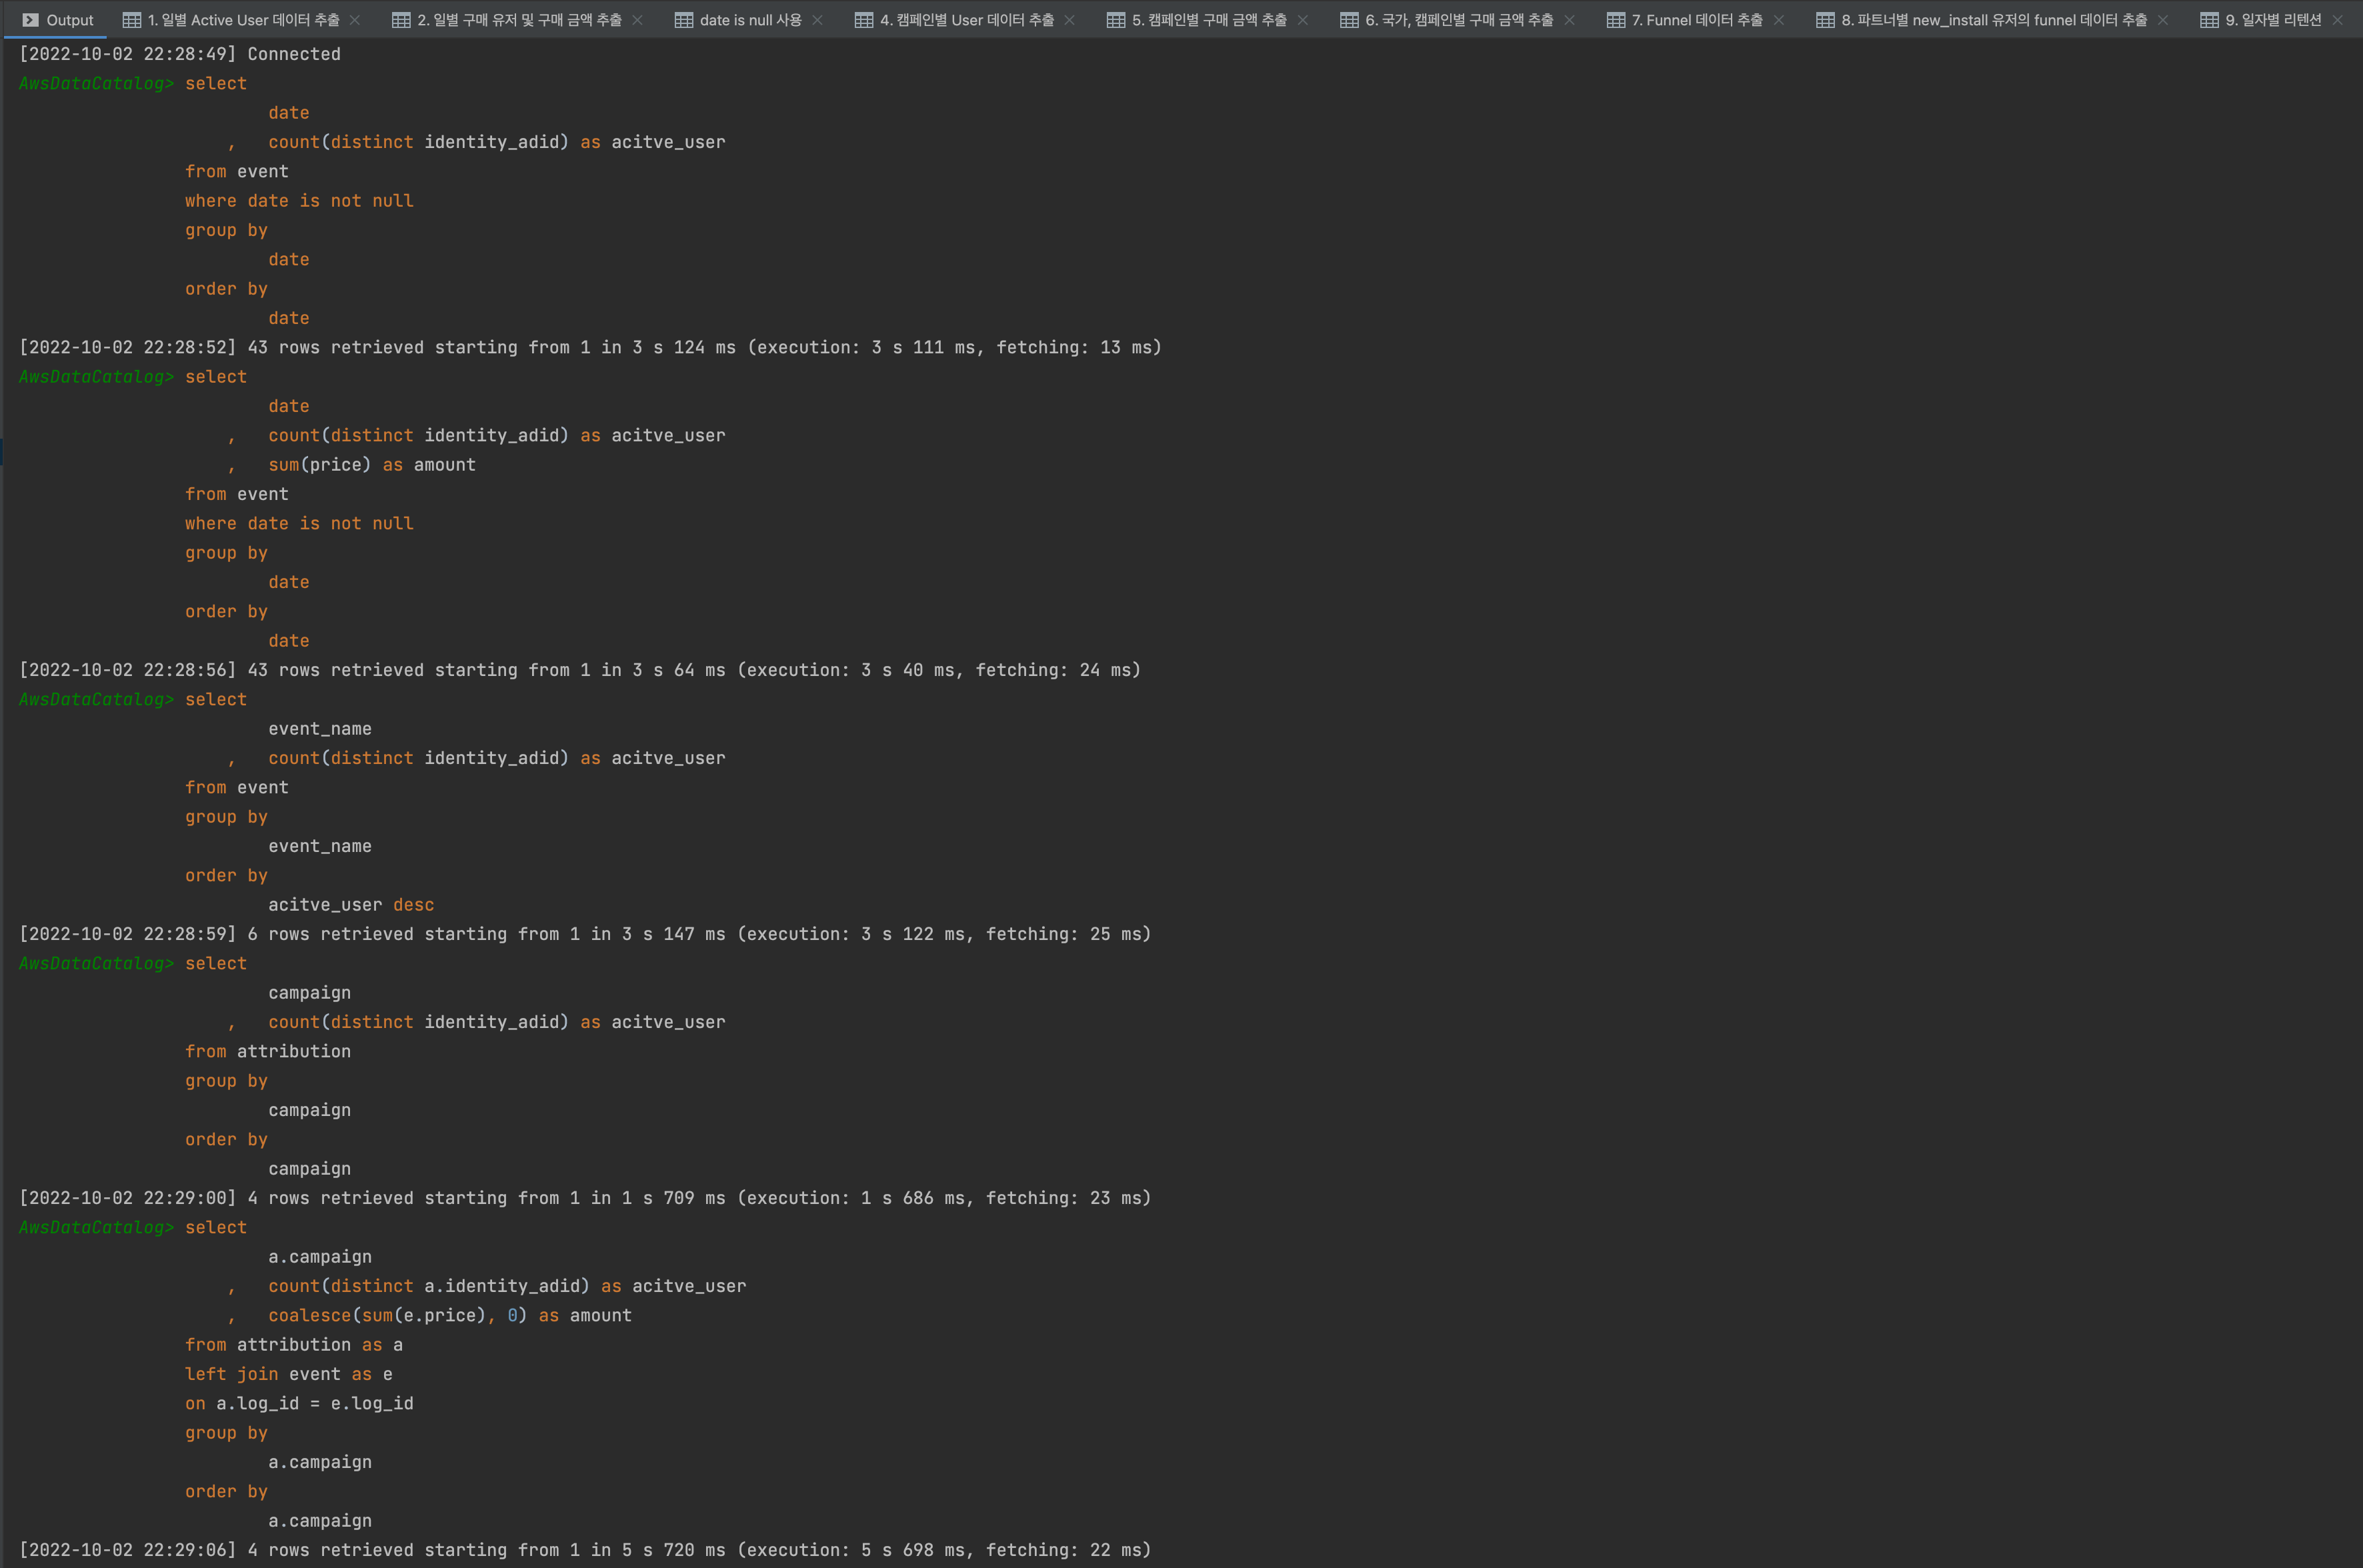 Output 1. 일별 Active User 데이터 추출 2. 일별 구매 유저 및 구매 금액 추출 date is null 사용 4. 캠페인별 User 데이터 추출 5. 캠페인별 구매 금액 추출 6. 국가, 캠페인별 구매 금액 추출 7. Funnel 데이터 추출 8. 파트너별 new_install 유저의 funnel 데이터 추출 9. 일자별 리텐션
[2022-10-02 22:28:49] Connected
AwsDataCatalog> select
date
, count(distinct identity_adid) as acitve_user
from event
where date is not null
group by
date
order by
date
[2022-10-02 22:28:52] 43 rows retrieved starting from 1 in 3 s 124 ms (execution: 3 s 111 ms, fetching: 13 ms)
AwsDataCatalog> select
date
, count(distinct identity_adid) as acitve_user
, sum(price) as amount
from event
where date is not null
group by
date
order by
date
[2022-10-02 22:28:56] 43 rows retrieved starting from 1 in 3 s 64 ms (execution: 3 s 40 ms, fetching: 24 ms)
AwsDataCatalog> select
event_name
, count(distinct identity_adid) as acitve_user
from event
group by
event_name
order by
acitve_user desc
[2022-10-02 22:28:59] 6 rows retrieved starting from 1 in 3 s 147 ms (execution: 3 s 122 ms, fetching: 25 ms)
AwsDataCatalog> select
campaign
, count(distinct identity_adid) as acitve_user
from attribution
group by
campaign
order by
campaign
[2022-10-02 22:29:00] 4 rows retrieved starting from 1 in 1 s 709 ms (execution: 1 s 686 ms, fetching: 23 ms)
AwsDataCatalog> select
a.campaign
, count(distinct a.identity_adid) as acitve_user
, coalesce(sum(e.price), 0) as amount
from attribution as a
left join event as e
on a.log_id = e.log_id
group by
a.campaign
order by
a.campaign
[2022-10-02 22:29:06] 4 rows retrieved starting from 1 in 5 s 720 ms (execution: 5 s 698 ms, fetching: 22 ms)